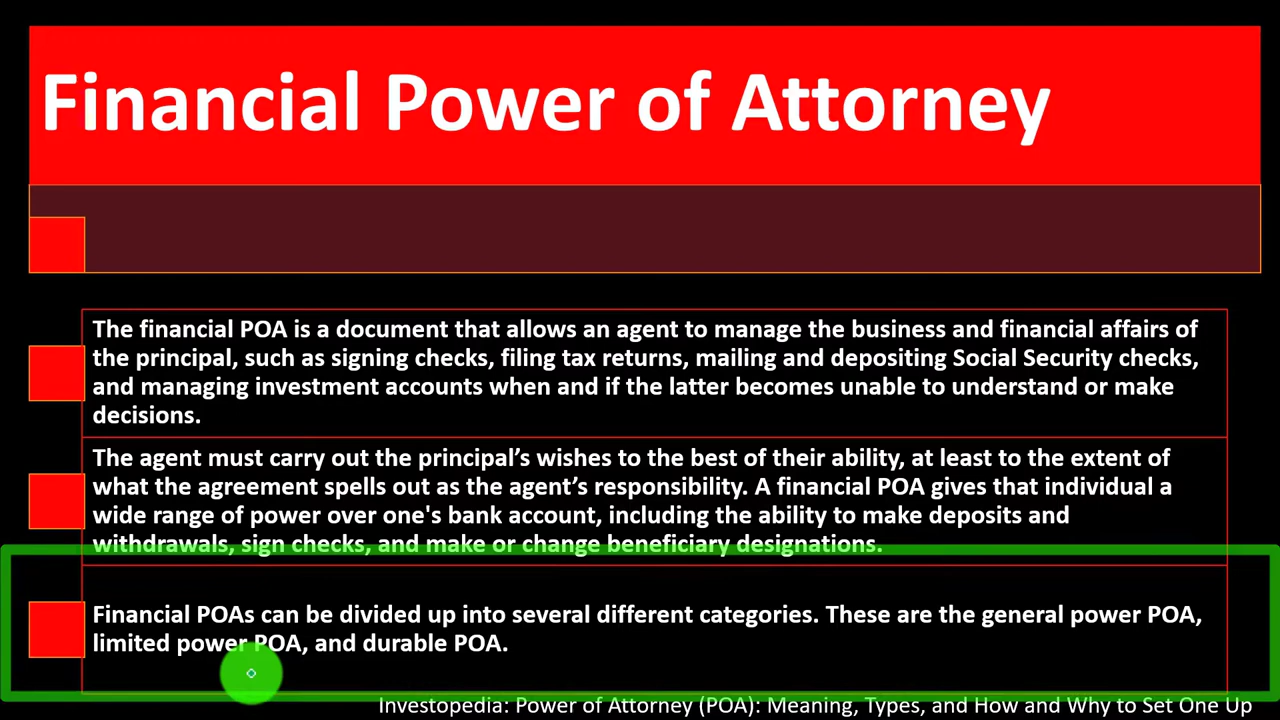 Financial Power of Attorney
The financial POA is a document that allows an agent to manage the business and financial affairs of
the principal, such as signing checks, filing tax returns, mailing and depositing Social Security checks,
and managing investment accounts when and if the latter becomes unable to understand or make
decisions.
The agent must carry out the principal’s wishes to the best of their ability, at least to the extent of
what the agreement spells out as the agent’s responsibility. A financial POA gives that individual a
wide range of power over one's bank account, including the ability to make deposits and
withdrawals, sign checks, and make or change beneficiary designations.
Financial POAs can be divided up into several different categories. These are the general power POA,
limited power POA, and durable POA.
Investopedia: Power of Attorney (POA): Meaning, Types, and How and Why to Set One Up